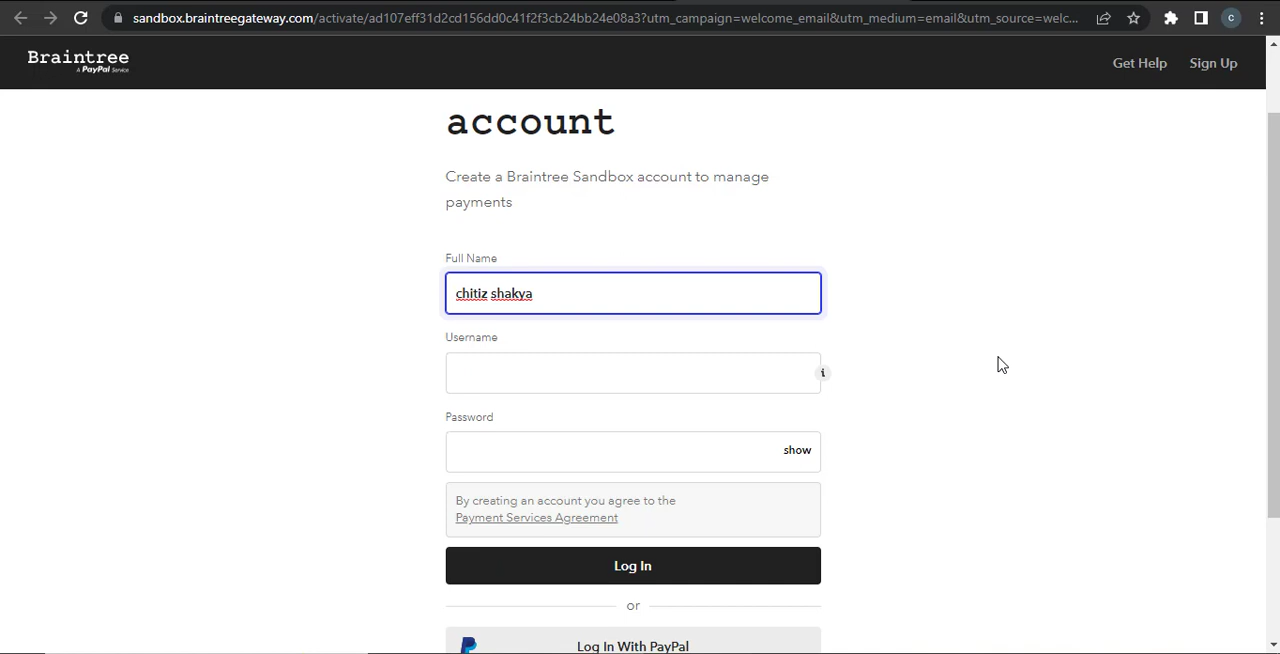 sandbox.braintreegateway.com/activate/ad107eff31d2cd156dd0c41f2f3cb24bb24e08a3?utm_campaign=welcome_email&utm_medium=email&utm_source=welc...
C
Braintree
A PayPal Service
Get Help
Sign Up
account
Create a Braintree Sandbox account to manage
payments
Full Name
chitiz shakya
Username
i
Password
show
By creating an account you agree to the
Payment Services Agreement
Log In
or
Log In With PayPal